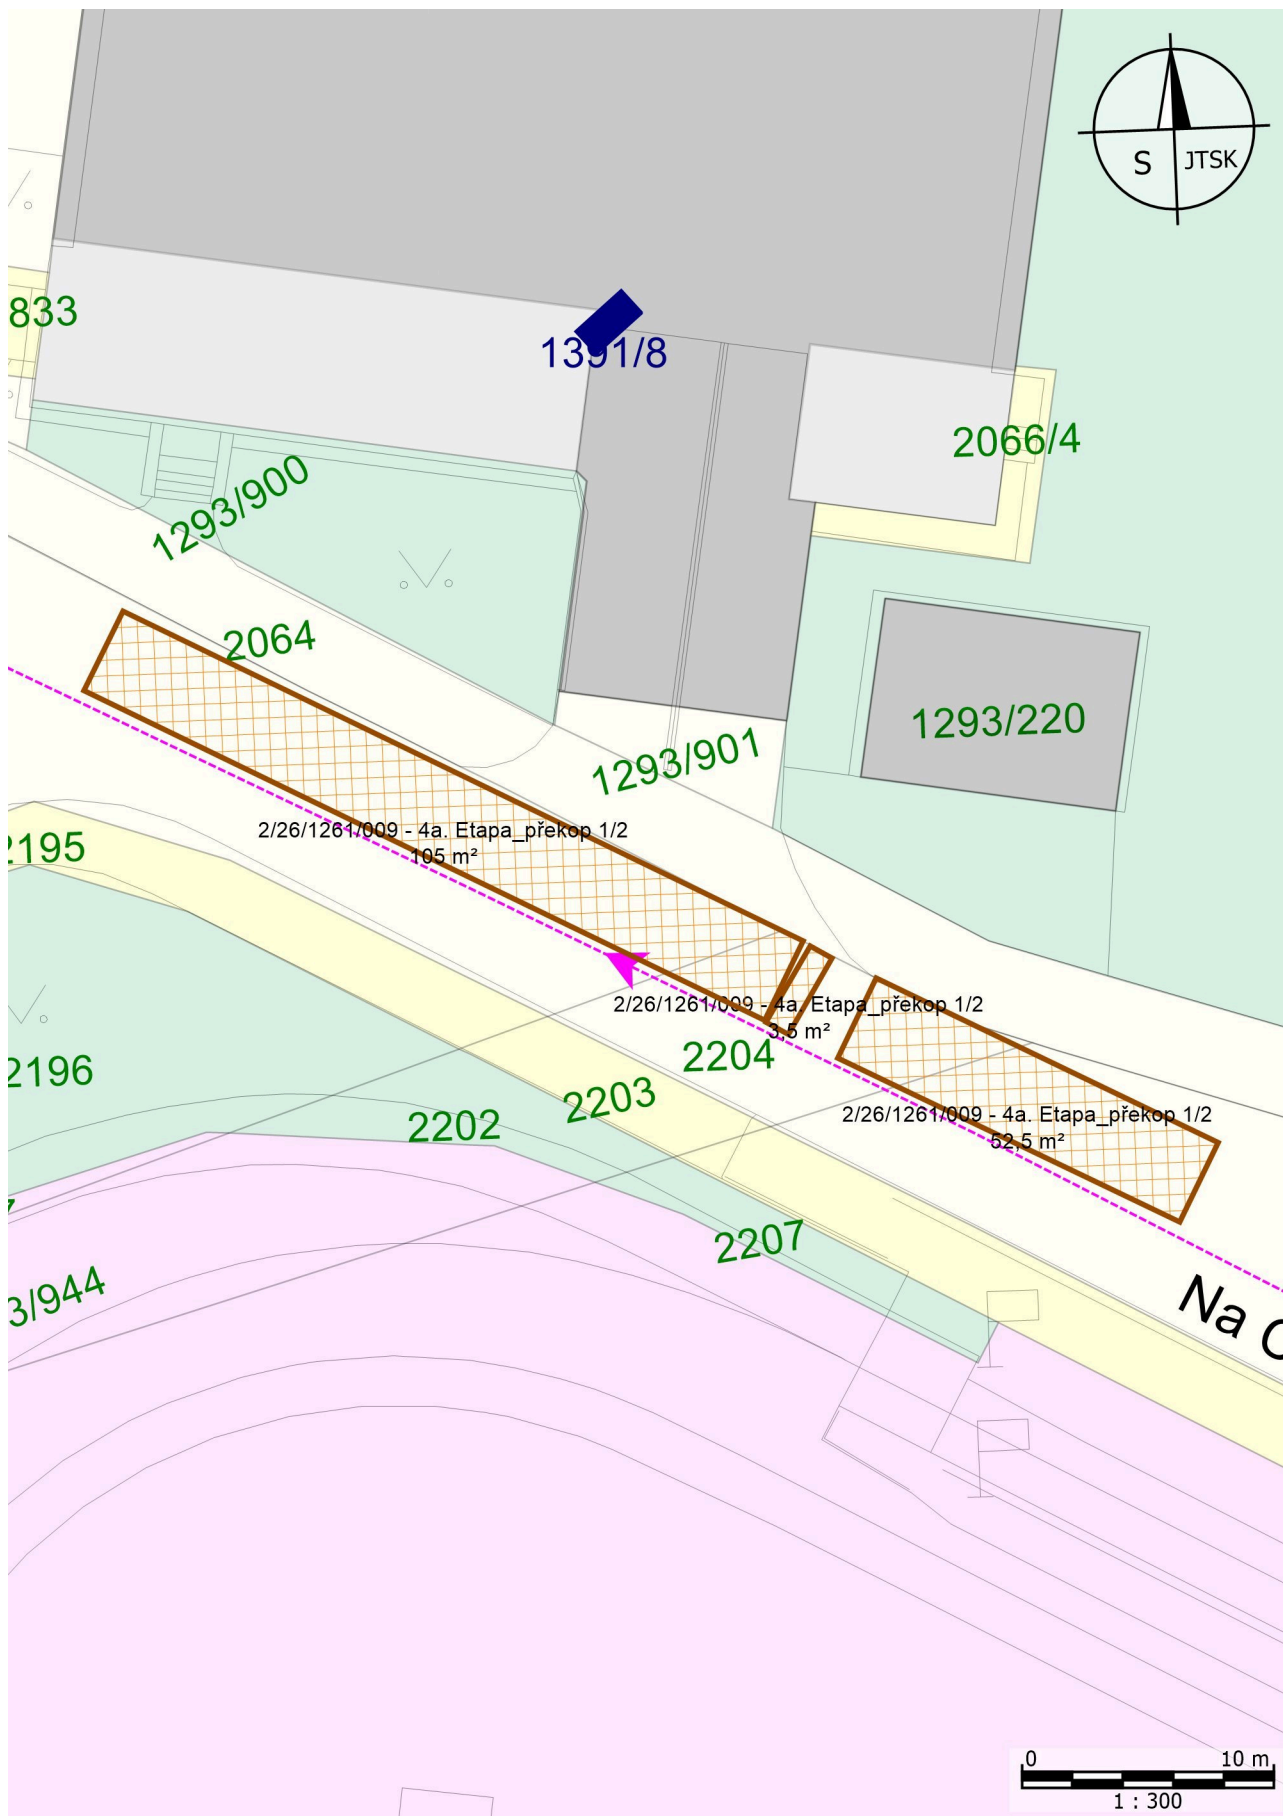 S JTSK
833
1391/8
2066/4
1293/900
2064
1293/220
1293/901
2/26/1261/009 - 4a. Etapa_překop 1/2
105 m²
2195
2/26/1261/009 - 4a. Etapa_překop 1/2
3,5 m²
2204
2196
2203
2202
2/26/1261/009 - 4a. Etapa_překop 1/2
52,5 m²
2207
3/944
Na
0 10 m
1 : 300